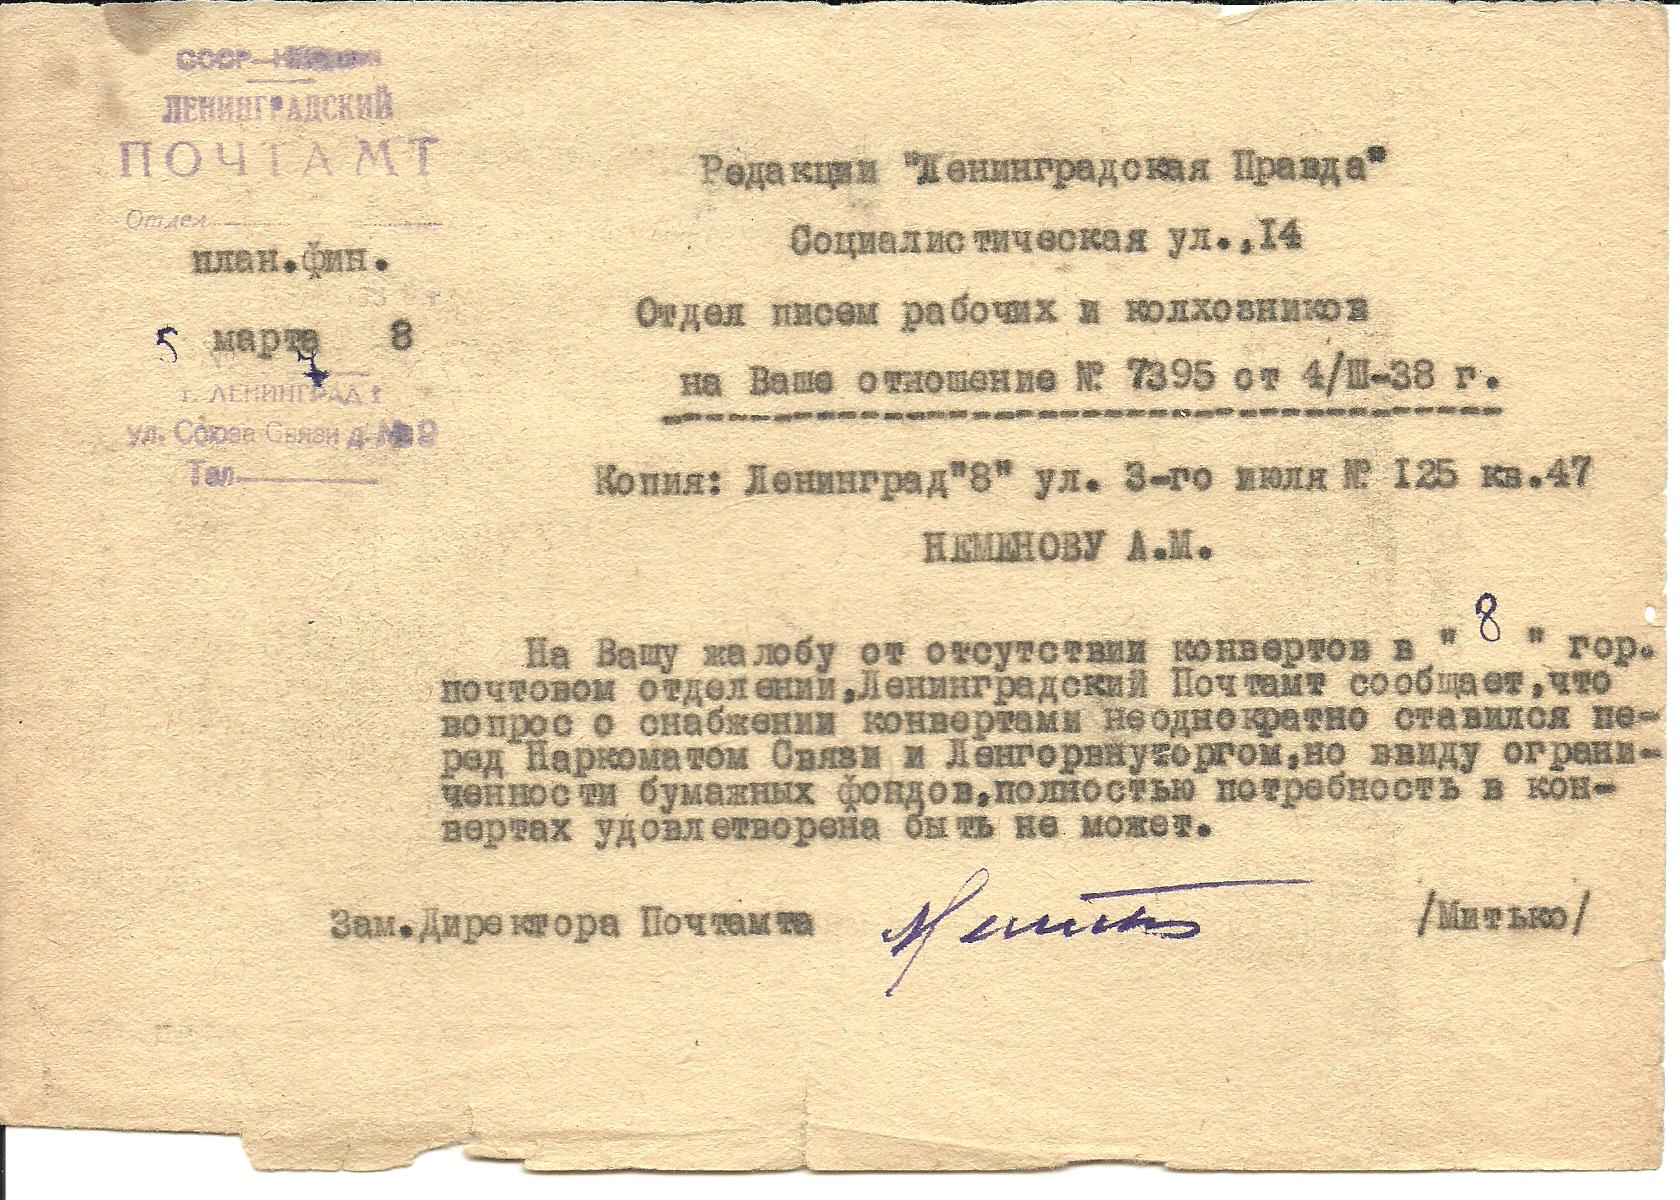 СССР
ЛЕНИНГРАДСКИЙ
ПОЧТАМТ
Отдел
план.фин.
5 марта 8
7
г. ЛЕНИНГРАД 1
ул. Союза Связи д. № 9
Тел
Редакции "Ленинградская Правда"
Социалистическая ул.,14
Отдел писем рабочих и колхозников
на Ваше отношение № 7395 от 4/Ш-38 г.
Копия: Ленинград"8" ул. 3-го июля № 125 кв.47
НЕМЕНОВУ А.М.
На Вашу жалобу от отсутствии конвертов в " 8 " гор.
почтовом отделении,Ленинградский Почтамт сообщает,что
вопрос о снабжении конвертами неоднократно ставился пе-
ред Наркоматом Связи и Ленгорвнуторгом,но ввиду ограни-
ченности бумажных фондов,полностью потребность в кон-
вертах удовлетворена быть не может.
Зам.Директора Почтамта /Митько/